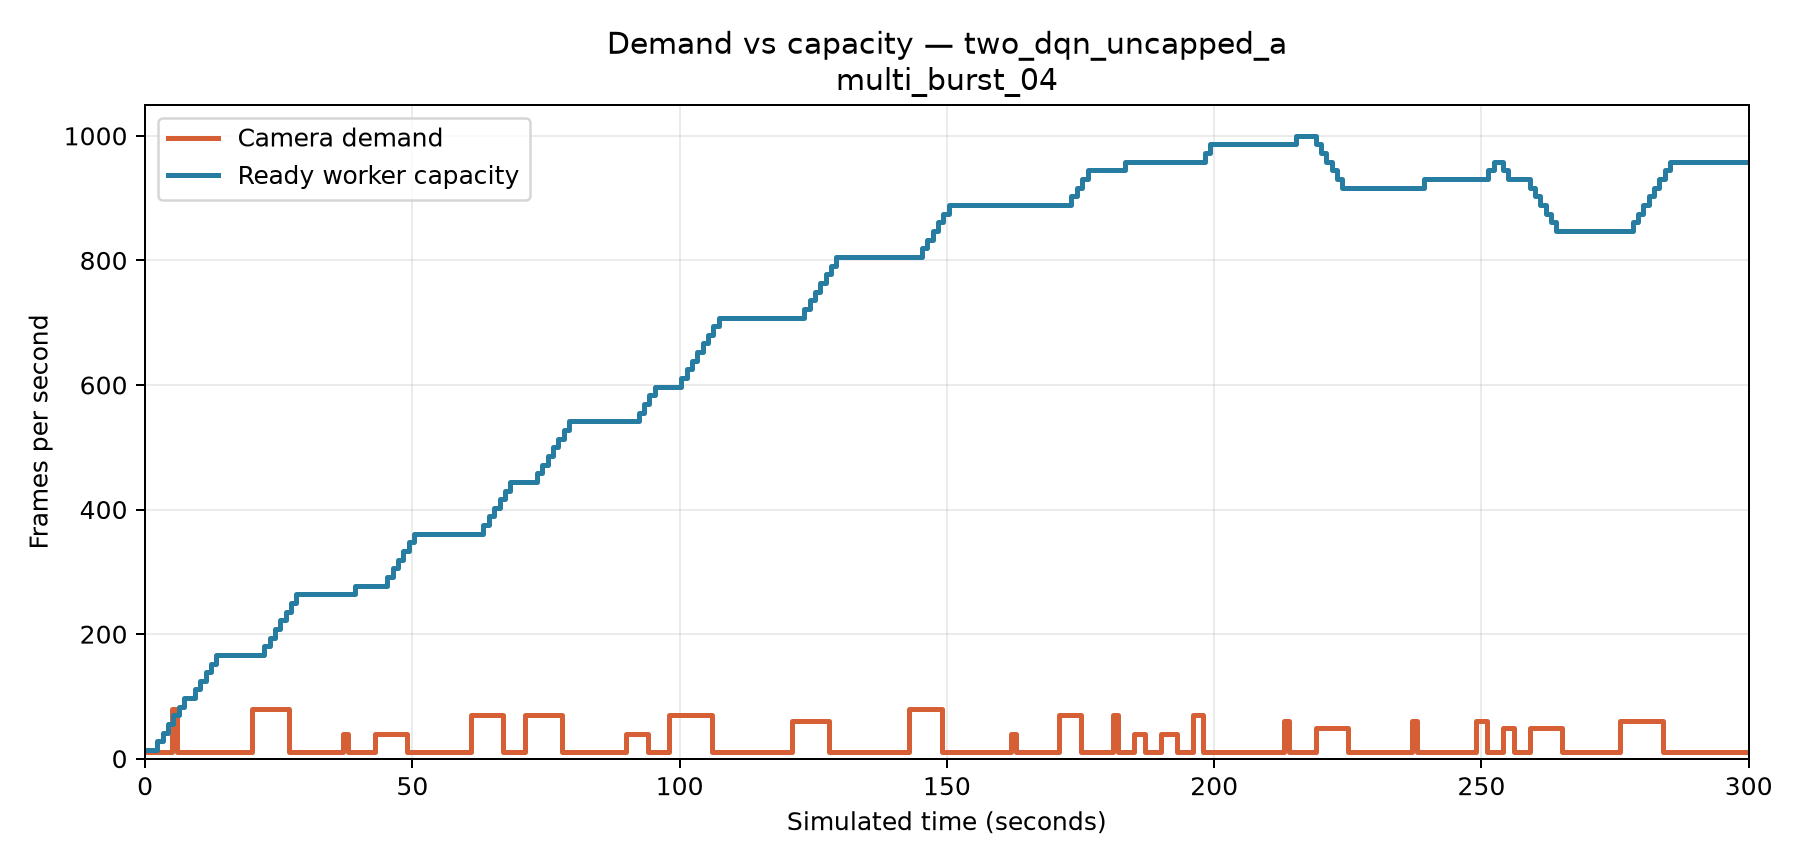 Demand vs capacity — two_dqn_uncapped_a
multi_burst_04
Camera demand
Ready worker capacity
Frames per second
1000
800
600
400
200
0
0 50 100 150 200 250 300
Simulated time (seconds)